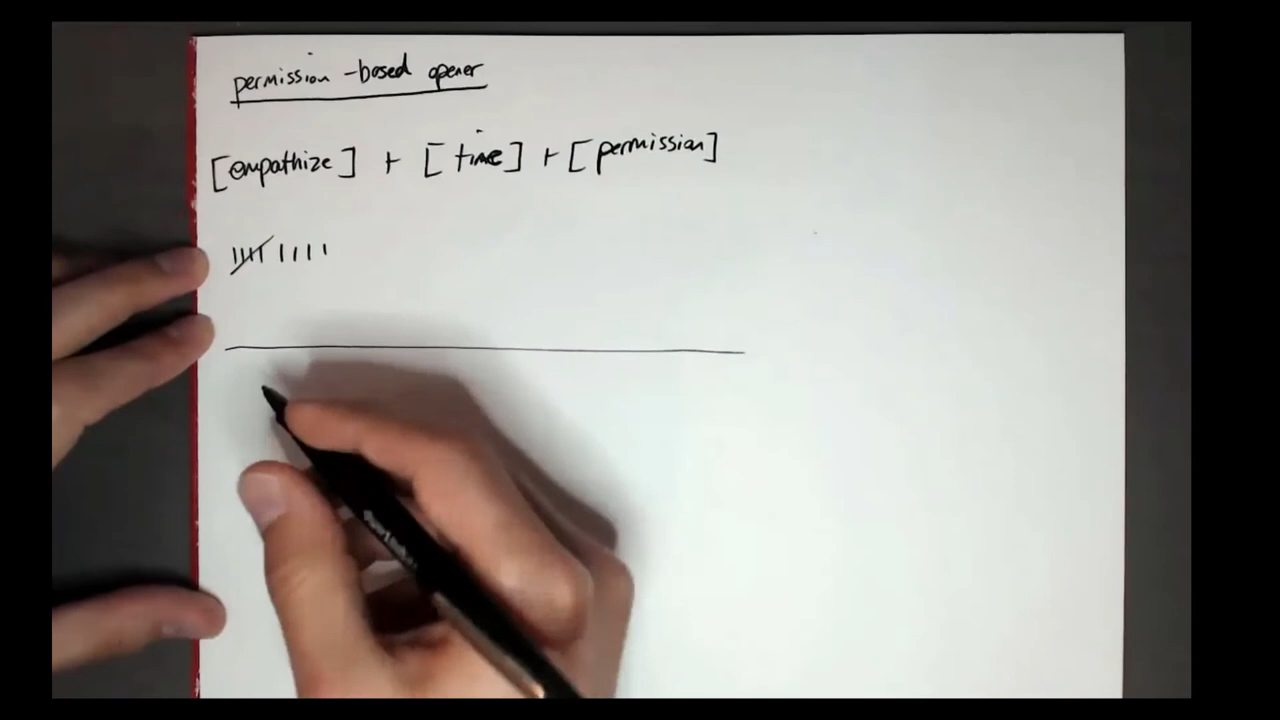 permission-based opener
[empathize] + [time] + [permission]